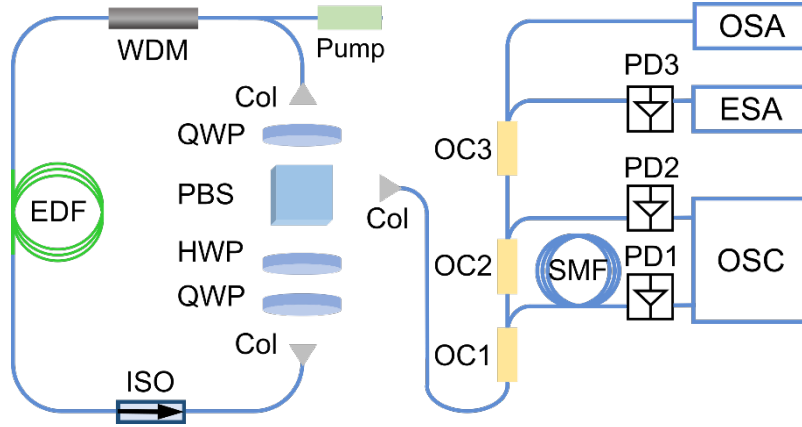 WDM
Pump
Col
QWP
PBS
HWP
QWP
Col
EDF
ISO
Col
OC3
OC2
OC1
SMF
PD3
PD2
PD1
OSA
ESA
OSC